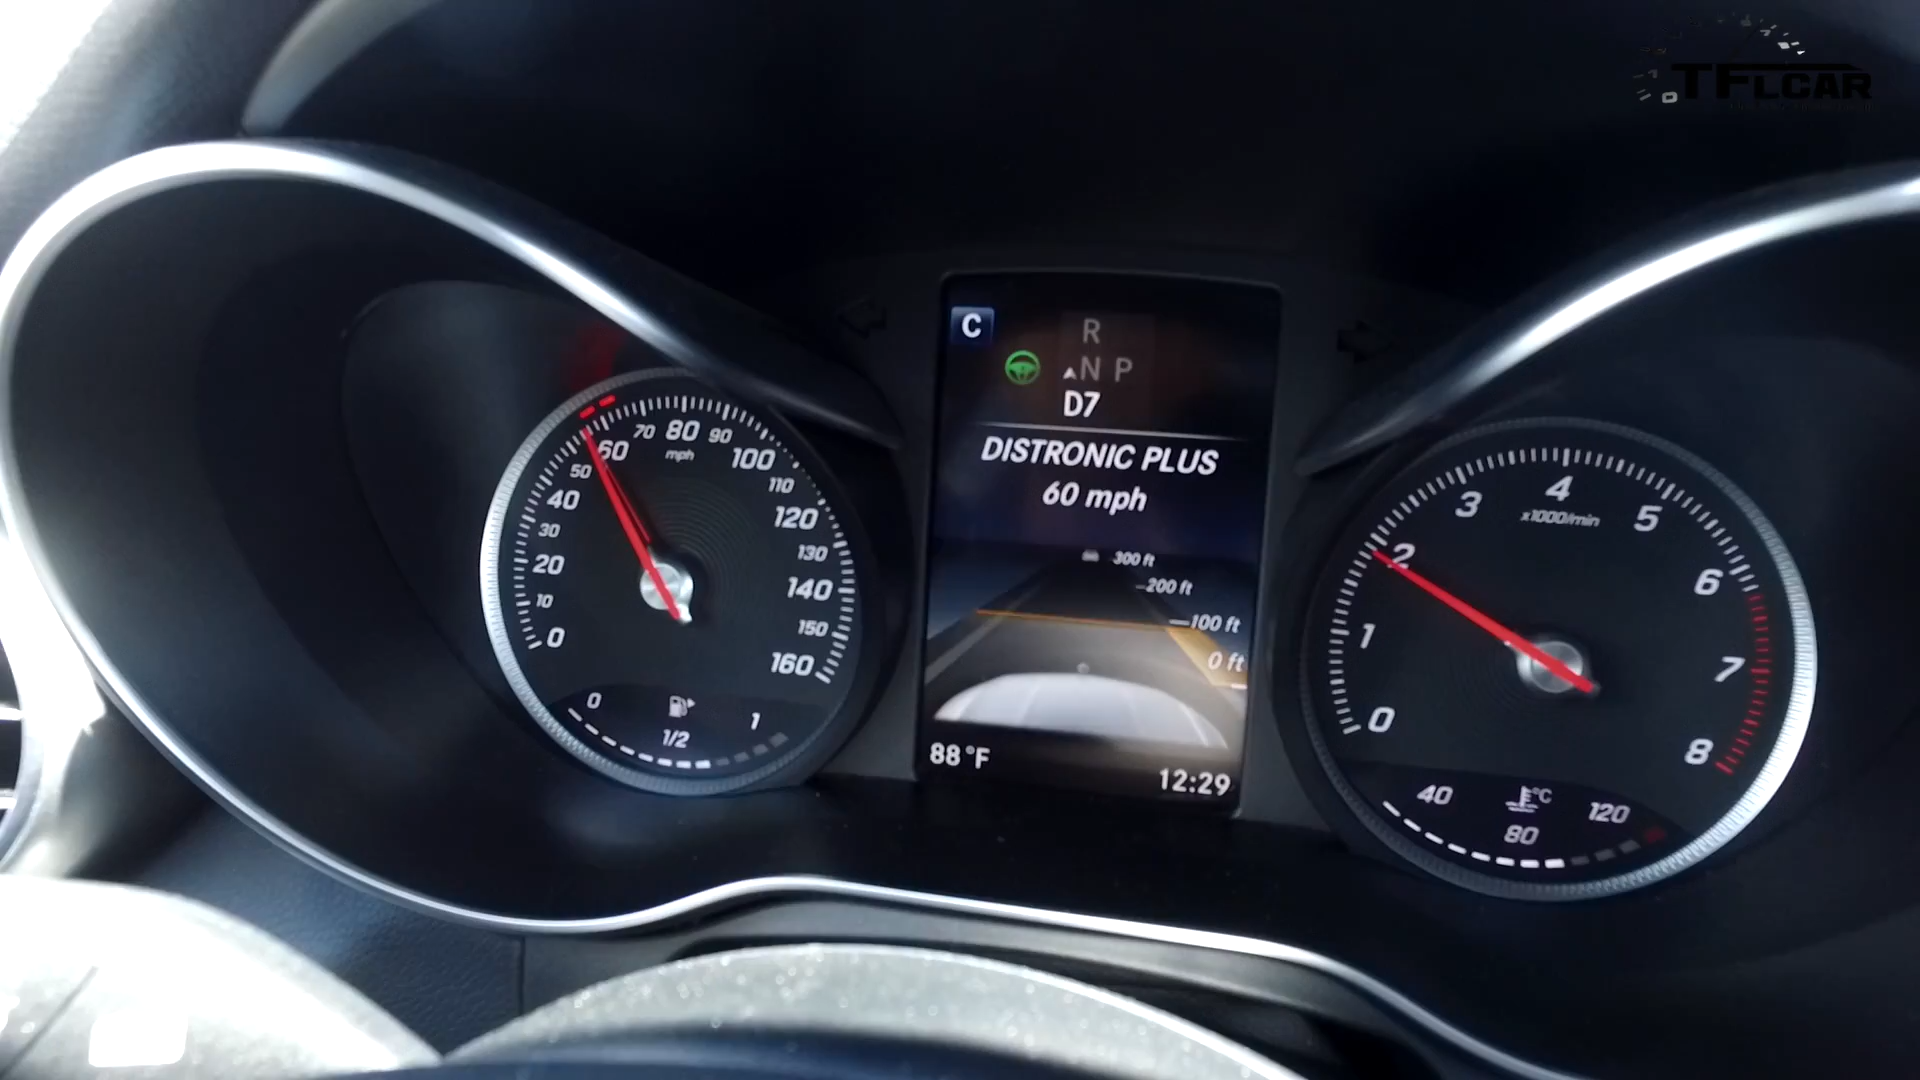 TFLCAR
C
R
N P
D7
DISTRONIC PLUS
60 mph
300 ft
200 ft
100 ft
0 ft
88°F
12:29
0
10
20
30
40
50
60
70
80
90
100
110
120
130
140
150
160
mph
0
1/2
1
0
1
2
3
4
5
6
7
8
x1000/min
40
°C
80
120